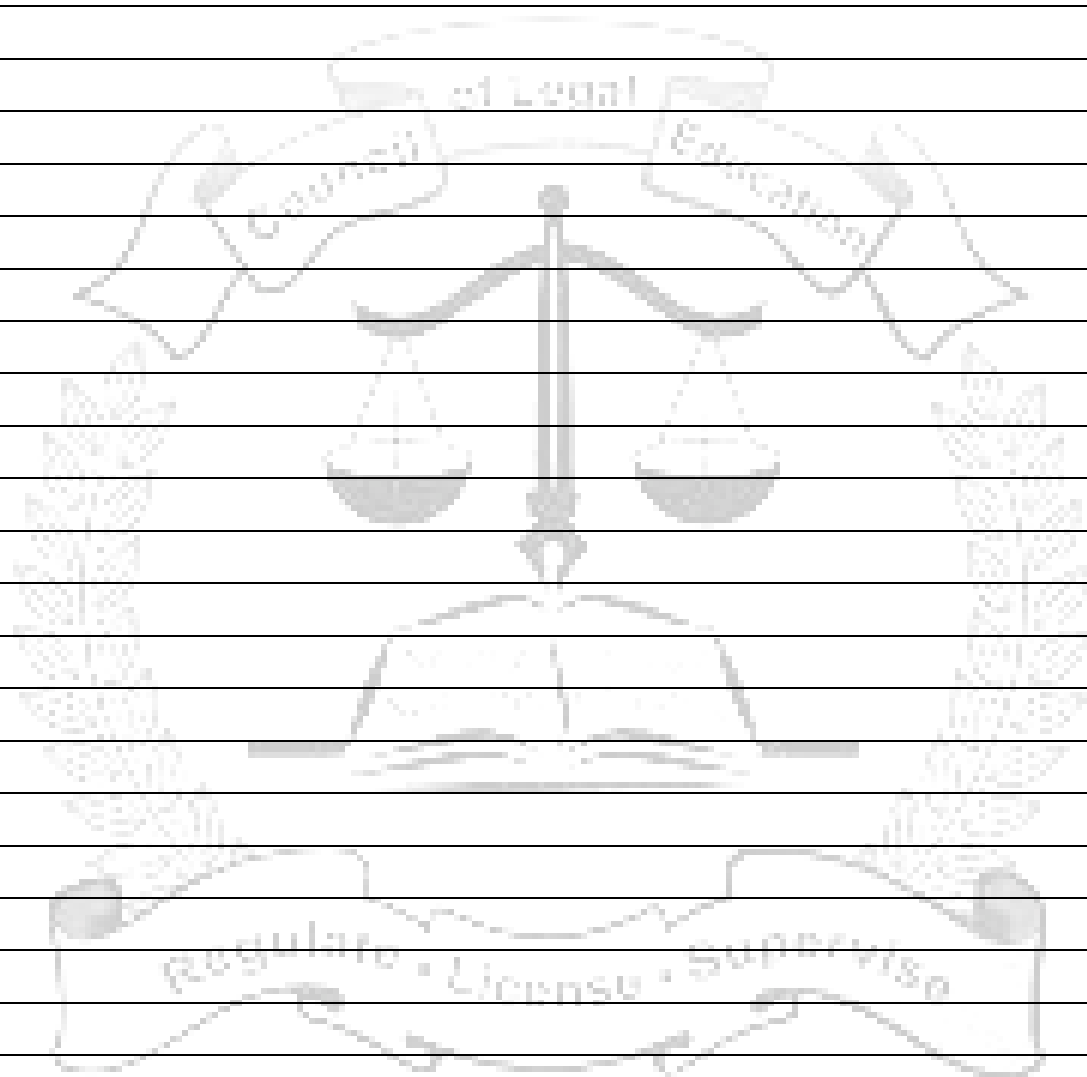 Council of Legal Education
Regulate • License • Supervise